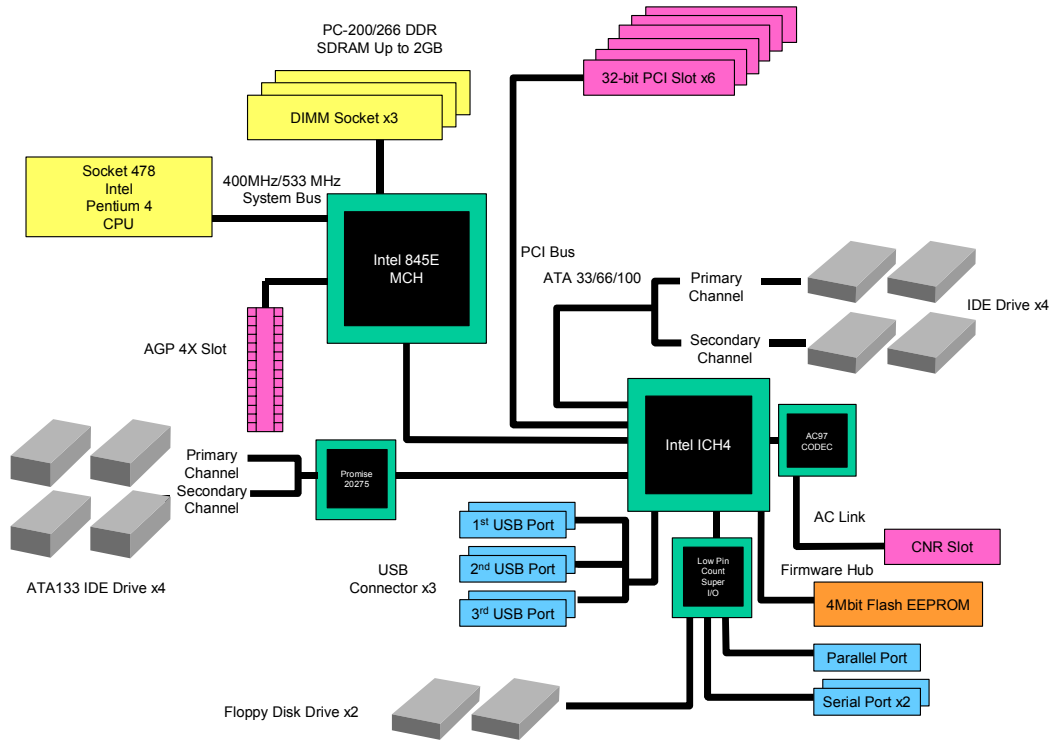 PC-200/266 DDR
SDRAM Up to 2GB
32-bit PCI Slot x6
DIMM Socket x3
Socket 478
Intel
Pentium 4
CPU
400MHz/533 MHz
System Bus
Intel 845E
MCH
PCI Bus
ATA 33/66/100
Primary
Channel
IDE Drive x4
Secondary
Channel
AGP 4X Slot
Intel ICH4
AC97
CODEC
Primary
Channel
Secondary
Channel
Promise
20275
AC Link
CNR Slot
1st USB Port
2nd USB Port
3rd USB Port
USB
Connector x3
Low Pin
Count
Super
I/O
Firmware Hub
4Mbit Flash EEPROM
ATA133 IDE Drive x4
Parallel Port
Serial Port x2
Floppy Disk Drive x2